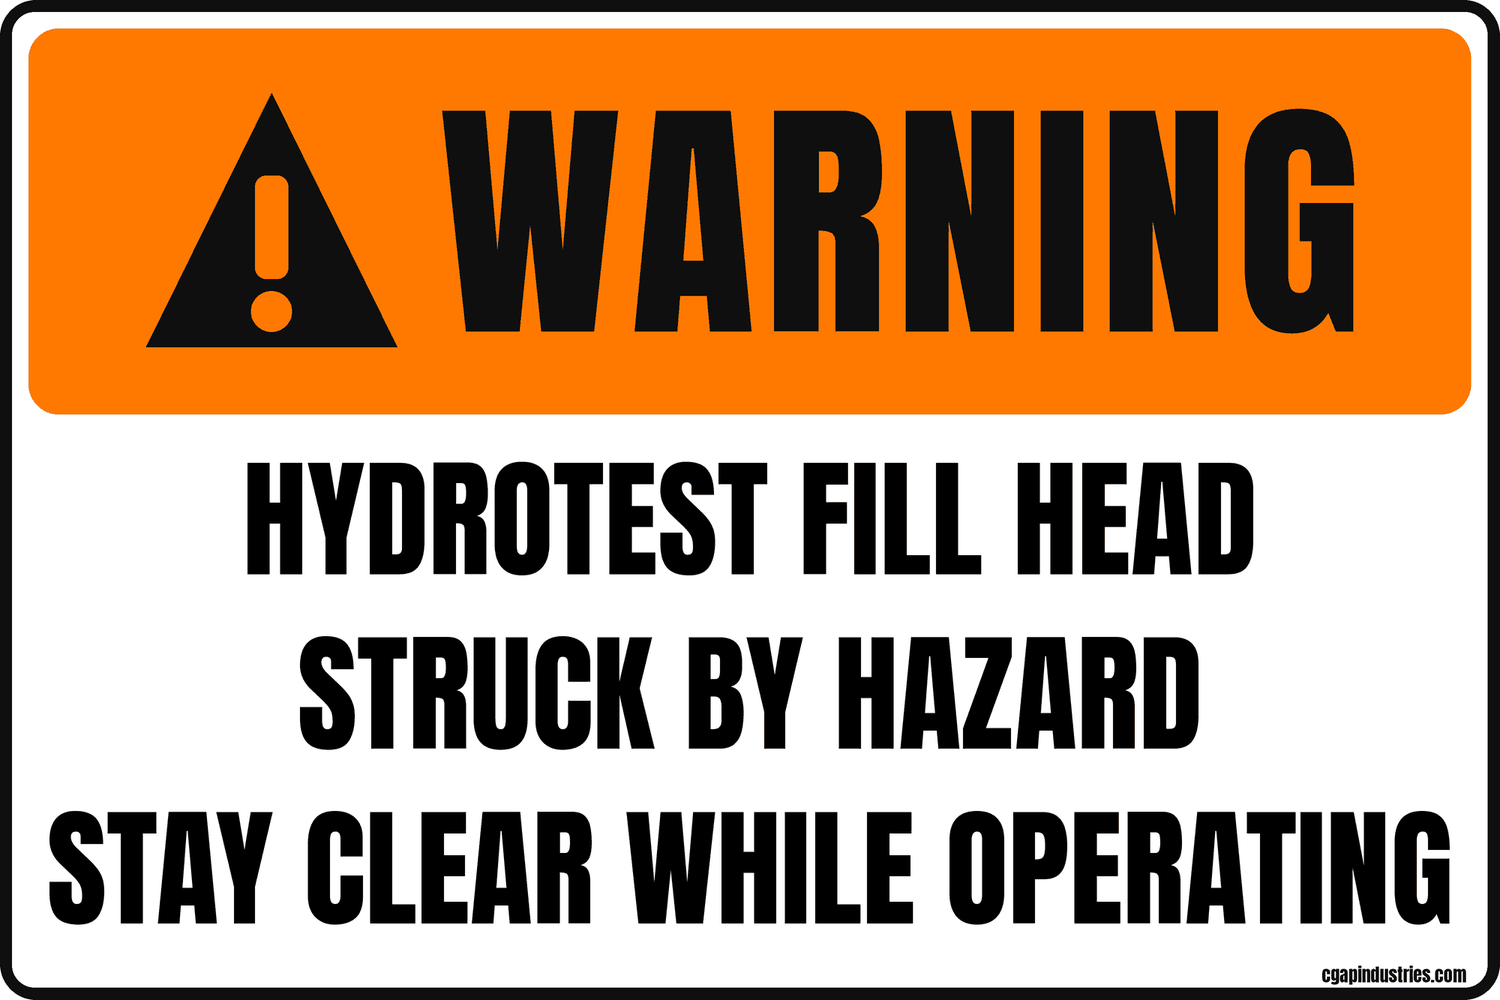 WARNING
HYDROTEST FILL HEAD
STRUCK BY HAZARD
STAY CLEAR WHILE OPERATING
cgapindustries.com